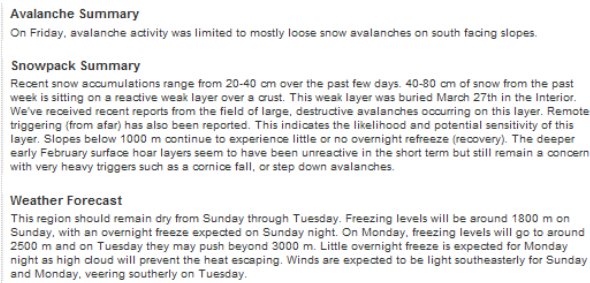 Avalanche Summary
On Friday, avalanche activity was limited to mostly loose snow avalanches on south facing slopes.
Snowpack Summary
Recent snow accumulations range from 20-40 cm over the past few days. 40-80 cm of snow from the past
week is sitting on a reactive weak layer over a crust. This weak layer was buried March 27th in the Interior.
We've received recent reports from the field of large, destructive avalanches occurring on this layer. Remote
triggering (from afar) has also been reported. This indicates the likelihood and potential sensitivity of this
layer. Slopes below 1000 m continue to experience little or no overnight refreeze (recovery). The deeper
early February surface hoar layers seem to have been unreactive in the short term but still remain a concern
with very heavy triggers such as a cornice fall, or step down avalanches.
Weather Forecast
This region should remain dry from Sunday through Tuesday. Freezing levels will be around 1800 m on
Sunday, with an overnight freeze expected on Sunday night. On Monday, freezing levels will go to around
2500 m and on Tuesday they may push beyond 3000 m. Little overnight freeze is expected for Monday
night as high cloud will prevent the heat escaping. Winds are expected to be light southeasterly for Sunday
and Monday, veering southerly on Tuesday.